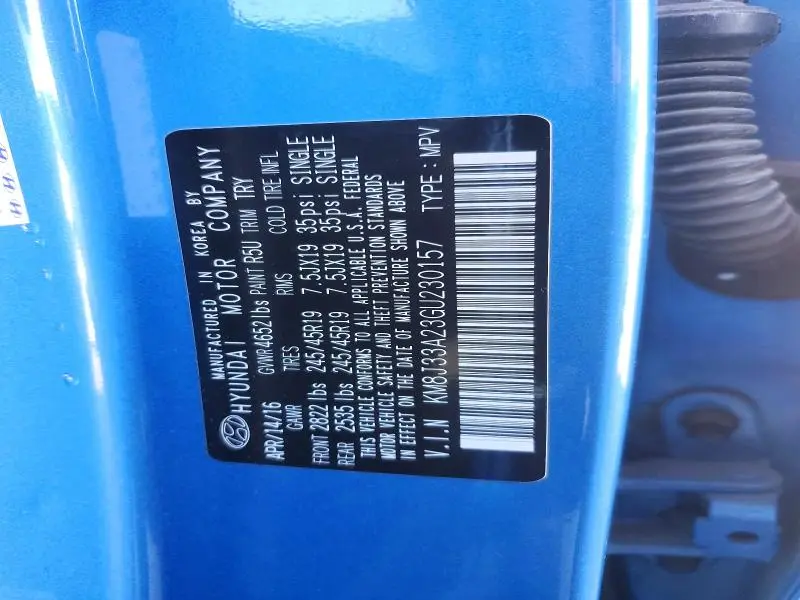 MANUFACTURED IN KOREA BY
HYUNDAI MOTOR COMPANY
APR/14/16 GVWR 4652 lbs PAINT R5U TRIM TRY
GAWR TIRES RIMS COLD TIRE INFL
FRONT 2822 lbs 245/45R19 7.5JX19 35psi SINGLE
REAR 2535 lbs 245/45R19 7.5JX19 35psi SINGLE
THIS VEHICLE CONFORMS TO ALL APPLICABLE U.S.A. FEDERAL
MOTOR VEHICLE SAFETY AND THEFT PREVENTION STANDARDS
IN EFFECT ON THE DATE OF MANUFACTURE SHOWN ABOVE
V.I.N KM8J33A23GU230157 TYPE : MPV